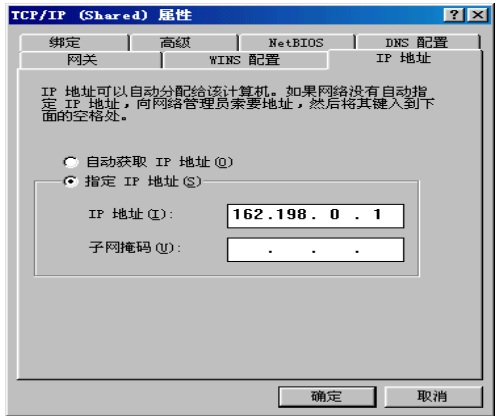 TCP/IP (Shared) 属性
绑定 高级 NetBIOS DNS 配置
网关 WINS 配置 IP 地址
IP 地址可以自动分配给该计算机。如果网络没有自动指
定 IP 地址，向网络管理员索要地址，然后将其键入到下
面的空格处。
自动获取 IP 地址(O)
指定 IP 地址(S)
IP 地址(I): 162.198. 0 . 1
子网掩码(U): . . .
确定 取消